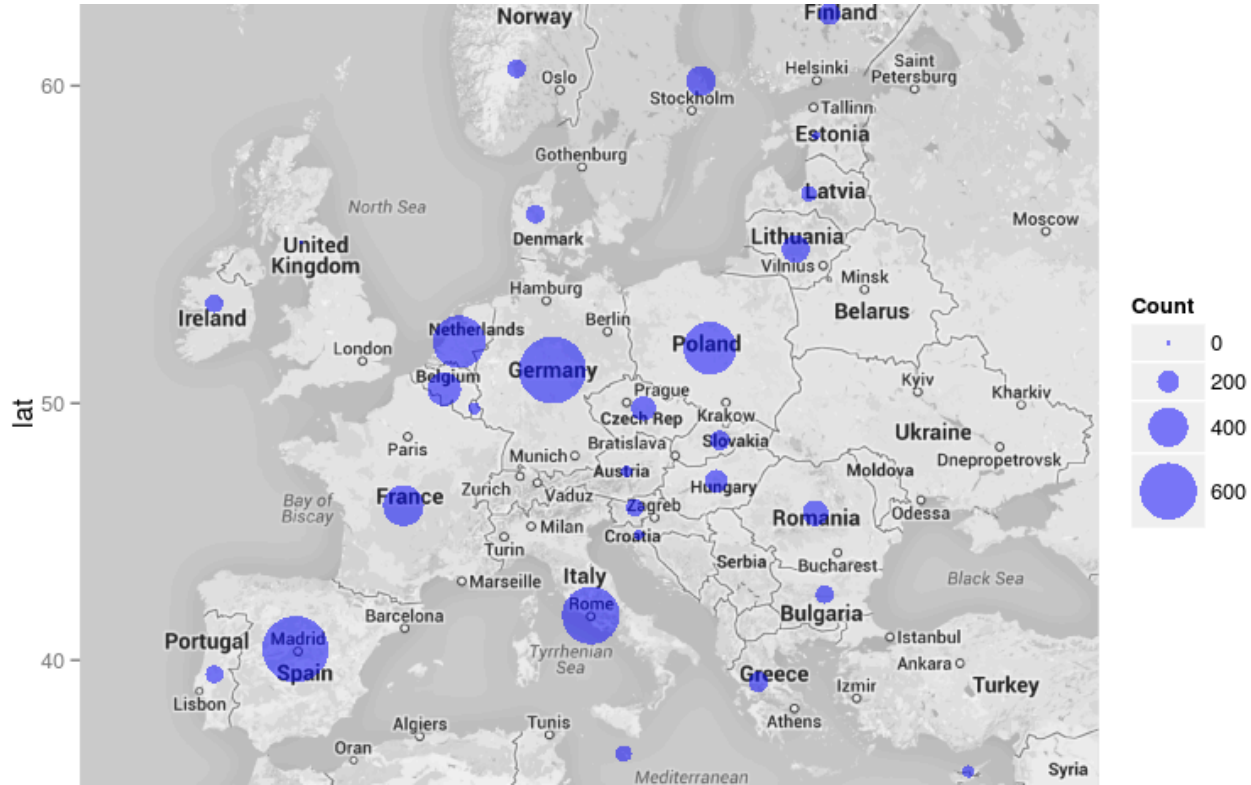 Norway
Finland
60
Oslo
Helsinki
Saint
Petersburg
Stockholm
Tallinn
Estonia
Gothenburg
Latvia
North Sea
Moscow
Denmark
Lithuania
United
Kingdom
Vilnius
Minsk
Hamburg
Belarus
Ireland
Berlin
Netherlands
Poland
London
Germany
Belgium
Kyiv
Prague
Kharkiv
50
lat
Czech Rep
Krakow
Ukraine
Paris
Bratislava
Slovakia
Munich
Dnepropetrovsk
Austria
Moldova
Zurich
Vaduz
Hungary
France
Bay of
Biscay
Zagreb
Odessa
Romania
Milan
Croatia
Turin
Serbia
Bucharest
Marseille
Italy
Black Sea
Rome
Barcelona
Bulgaria
Portugal
Madrid
Istanbul
Tyrrhenian
Sea
40
Ankara
Spain
Greece
Izmir
Turkey
Lisbon
Athens
Algiers
Tunis
Oran
Mediterranean
Syria
Count
0
200
400
600